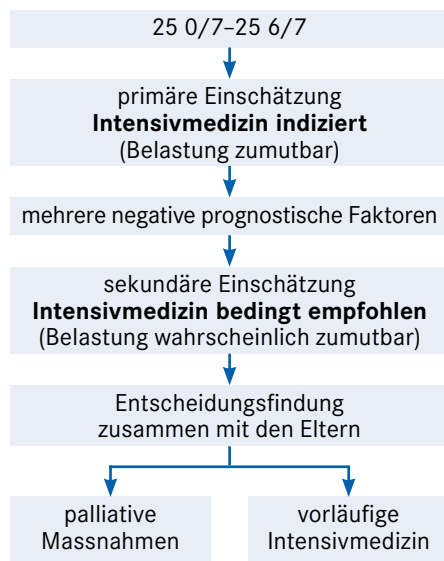 25 0/7–25 6/7
primäre Einschätzung
Intensivmedizin indiziert
(Belastung zumutbar)
mehrere negative prognostische Faktoren
sekundäre Einschätzung
Intensivmedizin bedingt empfohlen
(Belastung wahrscheinlich zumutbar)
Entscheidungsfindung
zusammen mit den Eltern
palliative
Massnahmen
vorläufige
Intensivmedizin